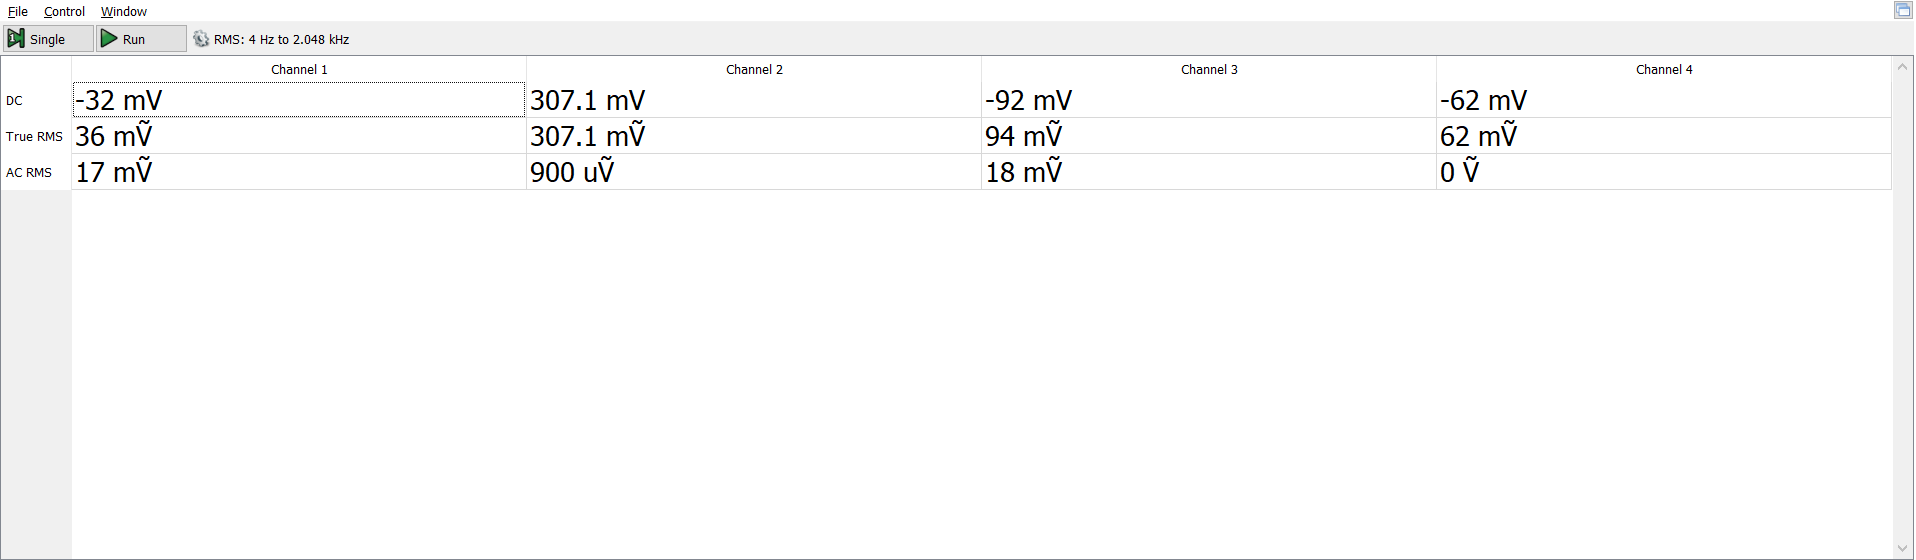 File Control Window
Single Run RMS: 4 Hz to 2.048 kHz
Channel 1 Channel 2 Channel 3 Channel 4
DC -32 mV 307.1 mV -92 mV -62 mV
True RMS 36 mṼ 307.1 mṼ 94 mṼ 62 mṼ
AC RMS 17 mṼ 900 uṼ 18 mṼ 0 Ṽ